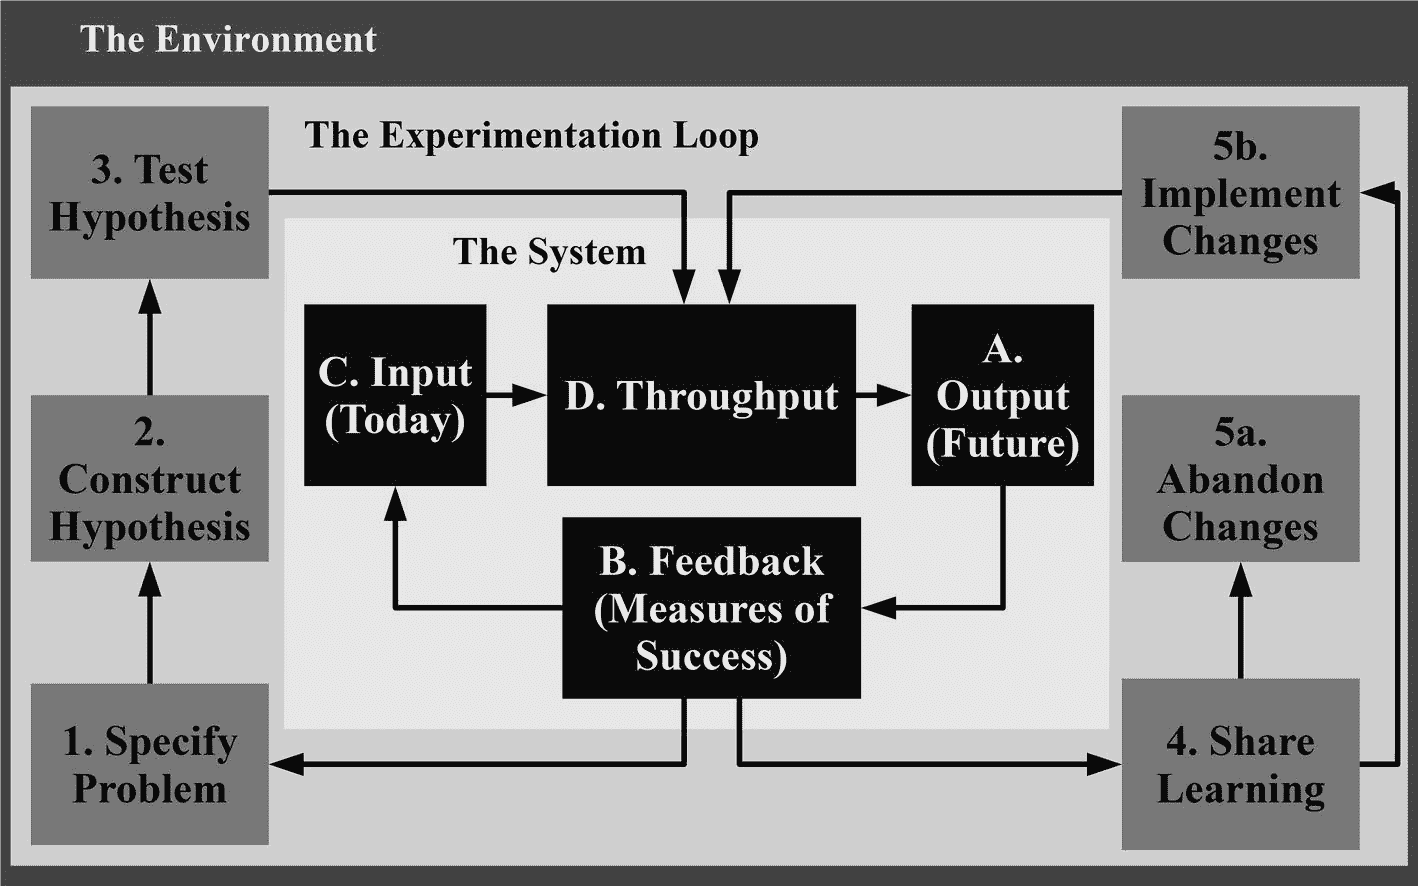 The Environment
The Experimentation Loop
3. Test
Hypothesis
5b.
Implement
Changes
The System
C. Input
(Today)
D. Throughput
A.
Output
(Future)
2.
Construct
Hypothesis
5a.
Abandon
Changes
B. Feedback
(Measures of
Success)
1. Specify
Problem
4. Share
Learning